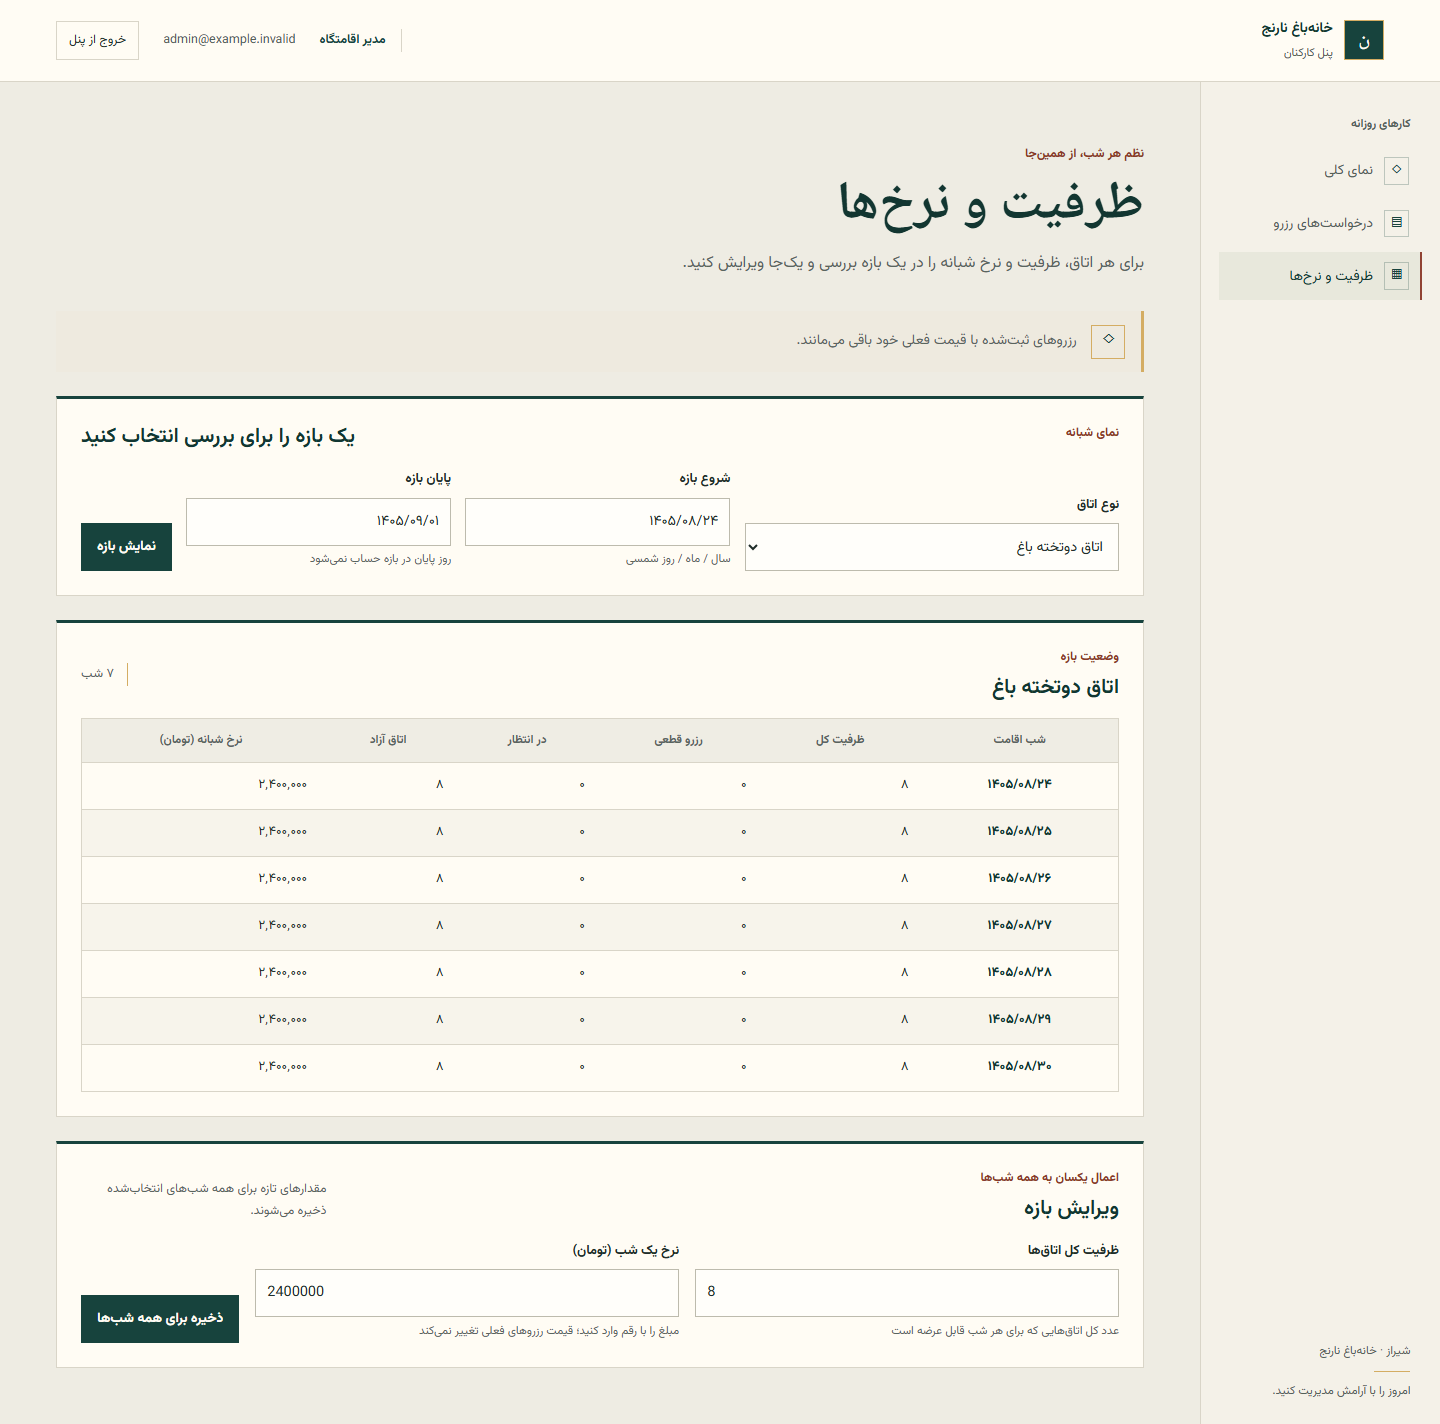 ن
خانه‌باغ نارنج
پنل کارکنان
مدیر اقامتگاه
admin@example.invalid
خروج از پنل
کارهای روزانه
نمای کلی
درخواست‌های رزرو
ظرفیت و نرخ‌ها
نظم هر شب، از همین‌جا
ظرفیت و نرخ‌ها
برای هر اتاق، ظرفیت و نرخ شبانه را در یک بازه بررسی و یک‌جا ویرایش کنید.
رزروهای ثبت‌شده با قیمت فعلی خود باقی می‌مانند.
نمای شبانه
یک بازه را برای بررسی انتخاب کنید
نوع اتاق
اتاق دوتخته باغ
شروع بازه
۱۴۰۵/۰۸/۲۴
سال / ماه / روز شمسی
پایان بازه
۱۴۰۵/۰۹/۰۱
روز پایان در بازه حساب نمی‌شود
نمایش بازه
وضعیت بازه
اتاق دوتخته باغ
۷ شب
شب اقامت ظرفیت کل رزرو قطعی در انتظار اتاق آزاد نرخ شبانه (تومان)
۱۴۰۵/۰۸/۲۴ ۸ ۰ ۰ ۸ ۲,۴۰۰,۰۰۰
۱۴۰۵/۰۸/۲۵ ۸ ۰ ۰ ۸ ۲,۴۰۰,۰۰۰
۱۴۰۵/۰۸/۲۶ ۸ ۰ ۰ ۸ ۲,۴۰۰,۰۰۰
۱۴۰۵/۰۸/۲۷ ۸ ۰ ۰ ۸ ۲,۴۰۰,۰۰۰
۱۴۰۵/۰۸/۲۸ ۸ ۰ ۰ ۸ ۲,۴۰۰,۰۰۰
۱۴۰۵/۰۸/۲۹ ۸ ۰ ۰ ۸ ۲,۴۰۰,۰۰۰
۱۴۰۵/۰۸/۳۰ ۸ ۰ ۰ ۸ ۲,۴۰۰,۰۰۰
اعمال یکسان به همه شب‌ها
ویرایش بازه
مقدارهای تازه برای همه شب‌های انتخاب‌شده
ذخیره می‌شوند.
ظرفیت کل اتاق‌ها
8
عدد کل اتاق‌هایی که برای هر شب قابل عرضه است
نرخ یک شب (تومان)
2400000
مبلغ را با رقم وارد کنید؛ قیمت رزروهای فعلی تغییر نمی‌کند
ذخیره برای همه شب‌ها
شیراز · خانه‌باغ نارنج
امروز را با آرامش مدیریت کنید.